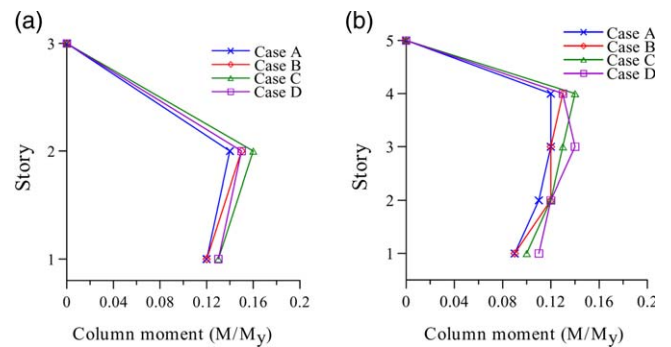 (a)
3
2
1
Story
Case A
Case B
Case C
Case D
0 0.04 0.08 0.12 0.16 0.2
Column moment (M/My)
(b)
5
4
3
2
1
Story
Case A
Case B
Case C
Case D
0 0.04 0.08 0.12 0.16 0.2
Column moment (M/My)